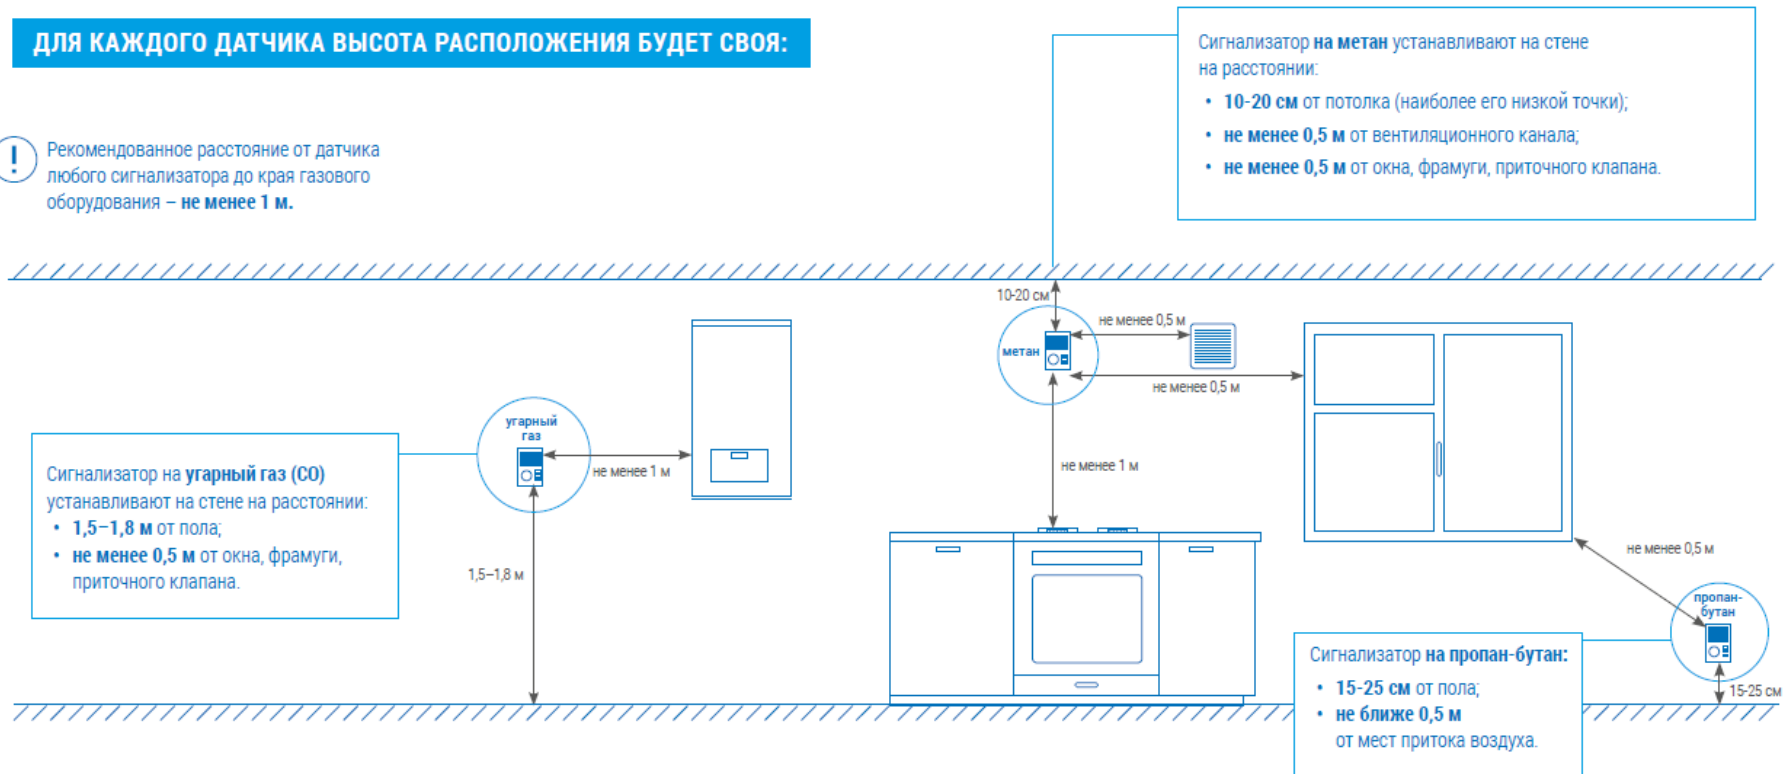 ДЛЯ КАЖДОГО ДАТЧИКА ВЫСОТА РАСПОЛОЖЕНИЯ БУДЕТ СВОЯ:
!
Рекомендованное расстояние от датчика
любого сигнализатора до края газового
оборудования – не менее 1 м.
Сигнализатор на метан устанавливают на стене
на расстоянии:
• 10-20 см от потолка (наиболее его низкой точки);
• не менее 0,5 м от вентиляционного канала;
• не менее 0,5 м от окна, фрамуги, приточного клапана.
10-20 см
не менее 0,5 м
метан
не менее 0,5 м
не менее 1 м
угарный
газ
не менее 1 м
1,5–1,8 м
Сигнализатор на угарный газ (СО)
устанавливают на стене на расстоянии:
• 1,5–1,8 м от пола;
• не менее 0,5 м от окна, фрамуги,
приточного клапана.
не менее 0,5 м
пропан-
бутан
15-25 см
Сигнализатор на пропан-бутан:
• 15-25 см от пола;
• не ближе 0,5 м
от мест притока воздуха.